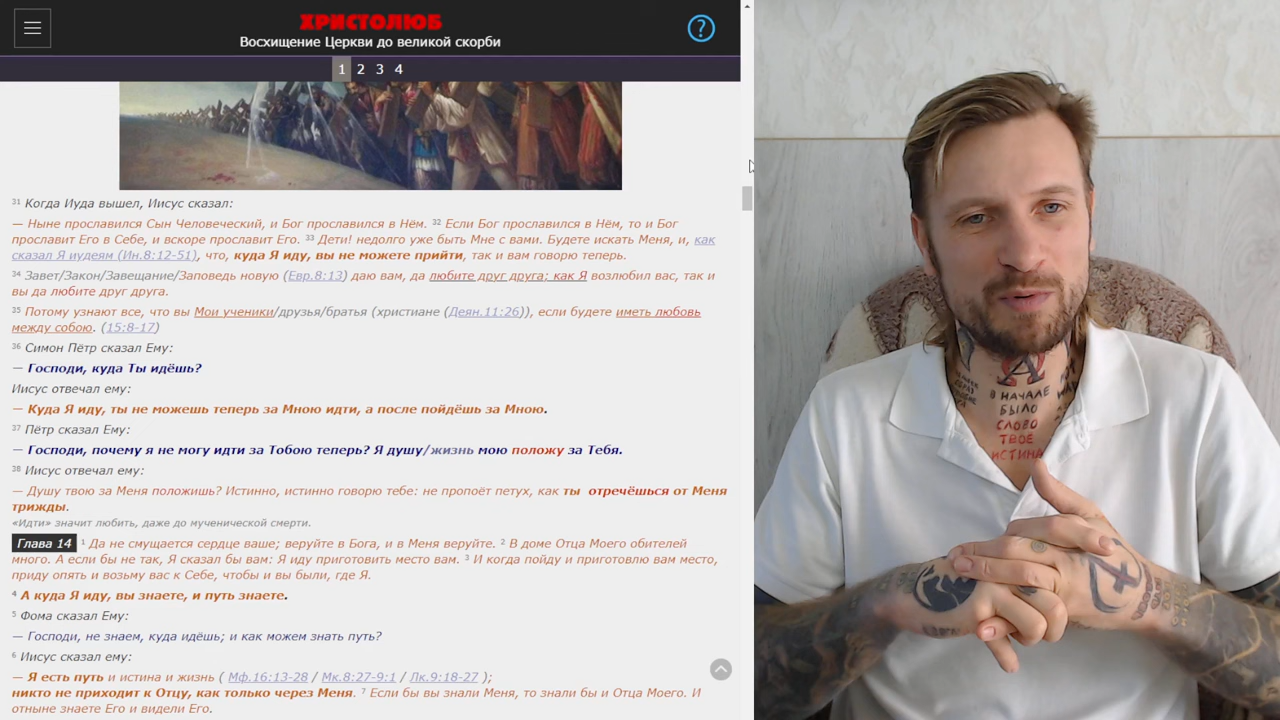 ХРИСТОЛЮБ
Восхищение Церкви до великой скорби
?
1 2 3 4
31 Когда Иуда вышел, Иисус сказал:
— Ныне прославился Сын Человеческий, и Бог прославился в Нём. 32 Если Бог прославился в Нём, то и Бог
прославит Его в Себе, и вскоре прославит Его. 33 Дети! недолго уже быть Мне с вами. Будете искать Меня, и, как
сказал Я иудеям (Ин.8:12-51), что, куда Я иду, вы не можете прийти, так и вам говорю теперь.
34 Завет/Закон/Завещание/Заповедь новую (Евр.8:13) даю вам, да любите друг друга; как Я возлюбил вас, так и
вы да любите друг друга.
35 Потому узнают все, что вы Мои ученики/друзья/братья (христиане (Деян.11:26)), если будете иметь любовь
между собою. (15:8-17)
36 Симон Пётр сказал Ему:
— Господи, куда Ты идёшь?
Иисус отвечал ему:
— Куда Я иду, ты не можешь теперь за Мною идти, а после пойдёшь за Мною.
37 Пётр сказал Ему:
— Господи, почему я не могу идти за Тобою теперь? Я душу/жизнь мою положу за Тебя.
38 Иисус отвечал ему:
— Душу твою за Меня положишь? Истинно, истинно говорю тебе: не пропоёт петух, как ты отречёшься от Меня
трижды.
«Идти» значит любить, даже до мученической смерти.
Глава 14 1 Да не смущается сердце ваше; веруйте в Бога, и в Меня веруйте. 2 В доме Отца Моего обителей
много. А если бы не так, Я сказал бы вам: Я иду приготовить место вам. 3 И когда пойду и приготовлю вам место,
приду опять и возьму вас к Себе, чтобы и вы были, где Я.
4 А куда Я иду, вы знаете, и путь знаете.
5 Фома сказал Ему:
— Господи, не знаем, куда идёшь; и как можем знать путь?
6 Иисус сказал ему:
— Я есть путь и истина и жизнь ( Мф.16:13-28 / Мк.8:27-9:1 / Лк.9:18-27 );
никто не приходит к Отцу, как только через Меня. 7 Если бы вы знали Меня, то знали бы и Отца Моего. И
отныне знаете Его и видели Его.
В НАЧАЛЕ
БЫЛО
СЛОВО
ТВОЁ
ИСТИНА